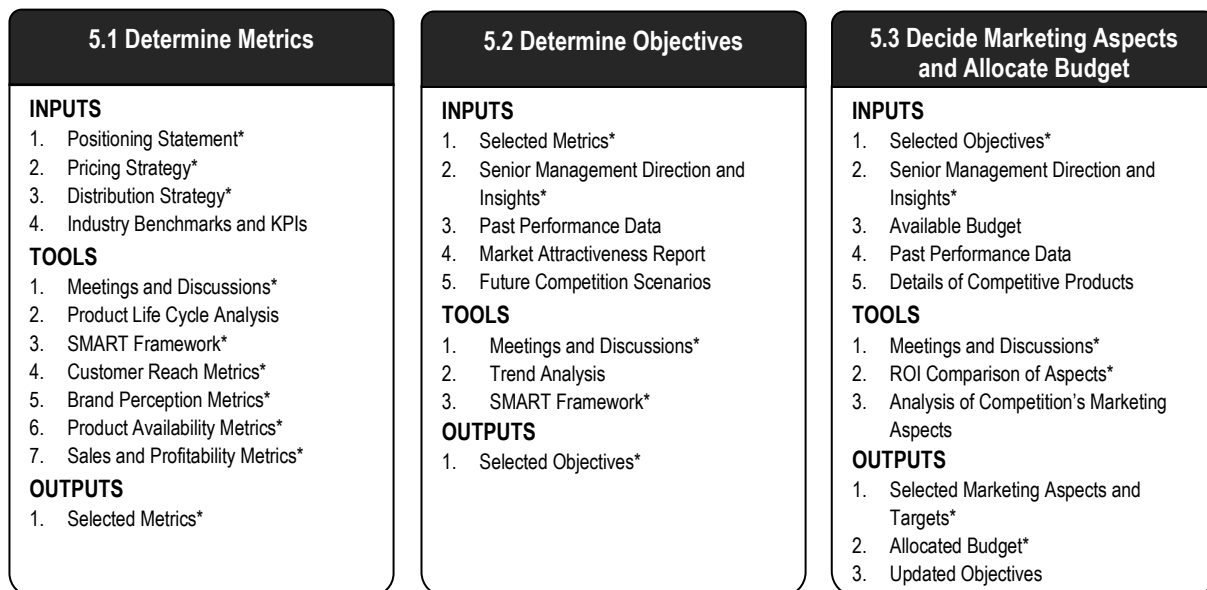 5.1 Determine Metrics
INPUTS
1. Positioning Statement*
2. Pricing Strategy*
3. Distribution Strategy*
4. Industry Benchmarks and KPIs
TOOLS
1. Meetings and Discussions*
2. Product Life Cycle Analysis
3. SMART Framework*
4. Customer Reach Metrics*
5. Brand Perception Metrics*
6. Product Availability Metrics*
7. Sales and Profitability Metrics*
OUTPUTS
1. Selected Metrics*
5.2 Determine Objectives
INPUTS
1. Selected Metrics*
2. Senior Management Direction and
Insights*
3. Past Performance Data
4. Market Attractiveness Report
5. Future Competition Scenarios
TOOLS
1. Meetings and Discussions*
2. Trend Analysis
3. SMART Framework*
OUTPUTS
1. Selected Objectives*
5.3 Decide Marketing Aspects
and Allocate Budget
INPUTS
1. Selected Objectives*
2. Senior Management Direction and
Insights*
3. Available Budget
4. Past Performance Data
5. Details of Competitive Products
TOOLS
1. Meetings and Discussions*
2. ROI Comparison of Aspects*
3. Analysis of Competition's Marketing
Aspects
OUTPUTS
1. Selected Marketing Aspects and
Targets*
2. Allocated Budget*
3. Updated Objectives